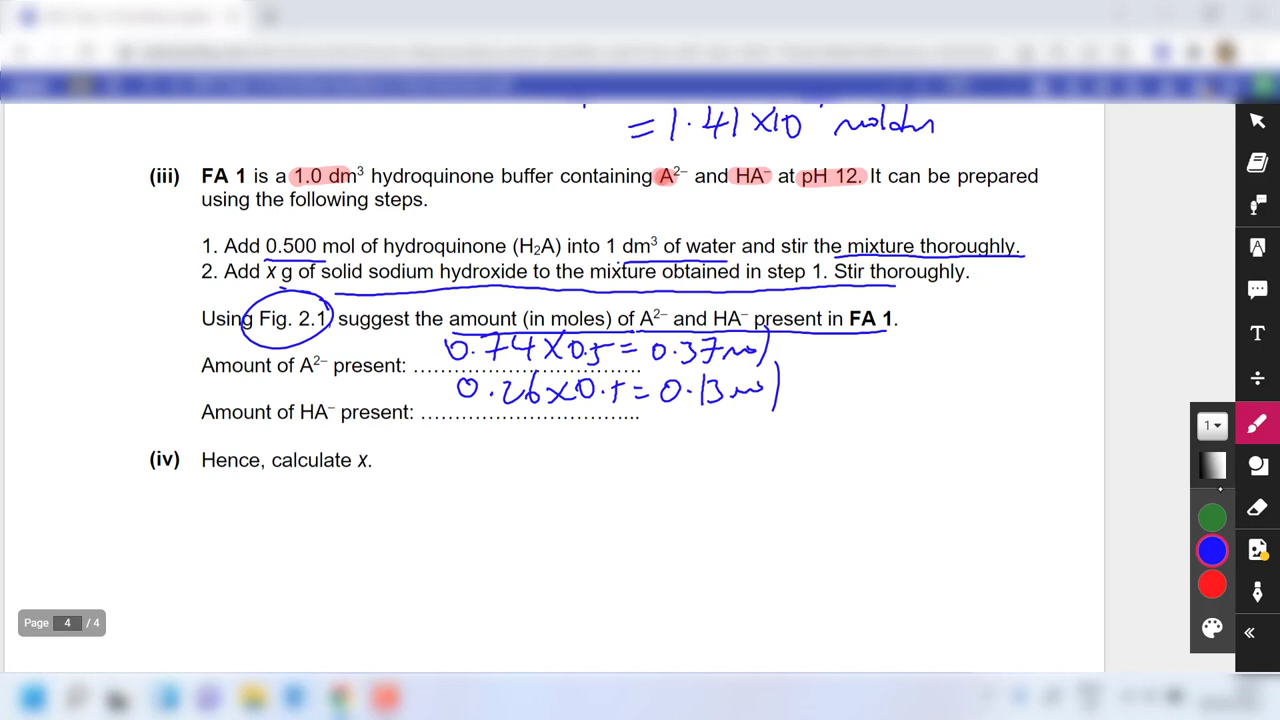 = 1.41 × 10 moldm
(iii) FA 1 is a 1.0 dm³ hydroquinone buffer containing A²⁻ and HA⁻ at pH 12. It can be prepared
using the following steps.
1. Add 0.500 mol of hydroquinone (H₂A) into 1 dm³ of water and stir the mixture thoroughly.
2. Add x g of solid sodium hydroxide to the mixture obtained in step 1. Stir thoroughly.
Using Fig. 2.1, suggest the amount (in moles) of A²⁻ and HA⁻ present in FA 1.
0.74 × 0.5 = 0.37 mol
Amount of A²⁻ present: ………………………………
0.26 × 0.5 = 0.13 mol
Amount of HA⁻ present: ……………………………..
(iv) Hence, calculate x.
Page 4 / 4
1